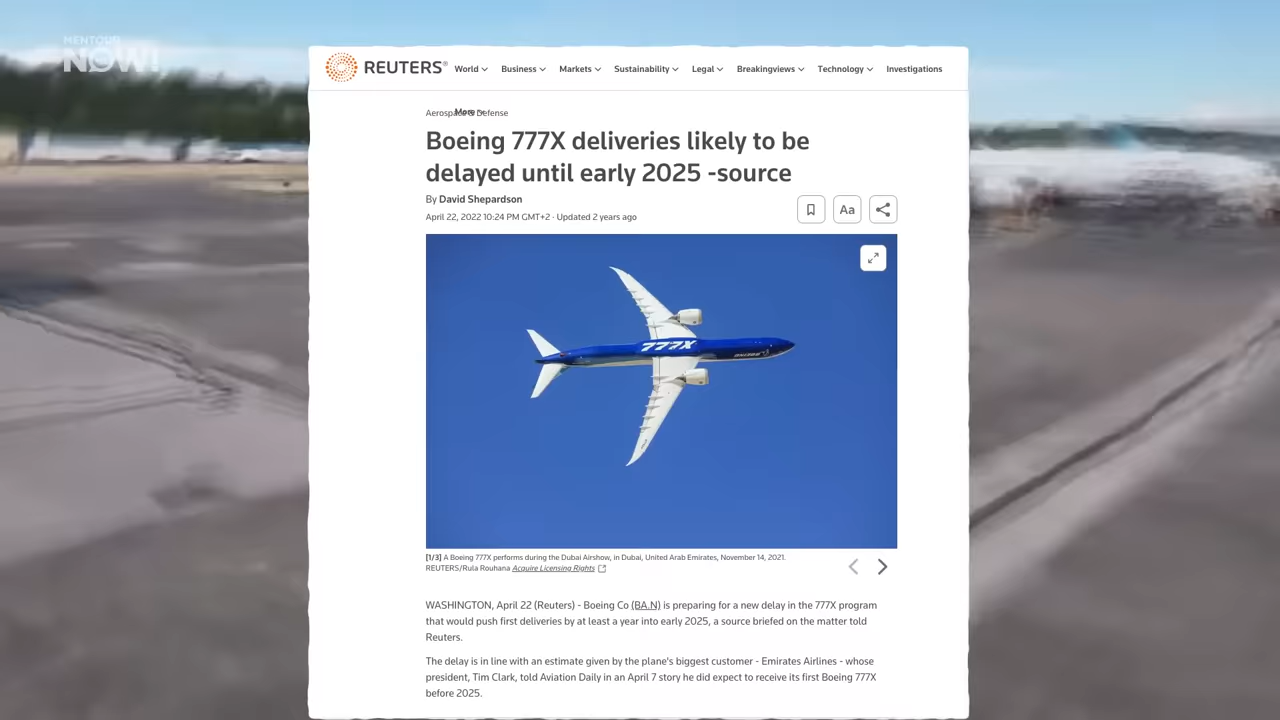 MENTOUR
NOW!
REUTERS®
World Business Markets Sustainability Legal Breakingviews Technology Investigations
More
Aerospace & Defense
Boeing 777X deliveries likely to be
delayed until early 2025 -source
By David Shepardson
April 22, 2022 10:24 PM GMT+2 · Updated 2 years ago
Aa
777X
BOEING
[1/3] A Boeing 777X performs during the Dubai Airshow, in Dubai, United Arab Emirates, November 14, 2021.
REUTERS/Rula Rouhana Acquire Licensing Rights
WASHINGTON, April 22 (Reuters) - Boeing Co (BA.N) is preparing for a new delay in the 777X program
that would push first deliveries by at least a year into early 2025, a source briefed on the matter told
Reuters.
The delay is in line with an estimate given by the plane's biggest customer - Emirates Airlines - whose
president, Tim Clark, told Aviation Daily in an April 7 story he did expect to receive its first Boeing 777X
before 2025.